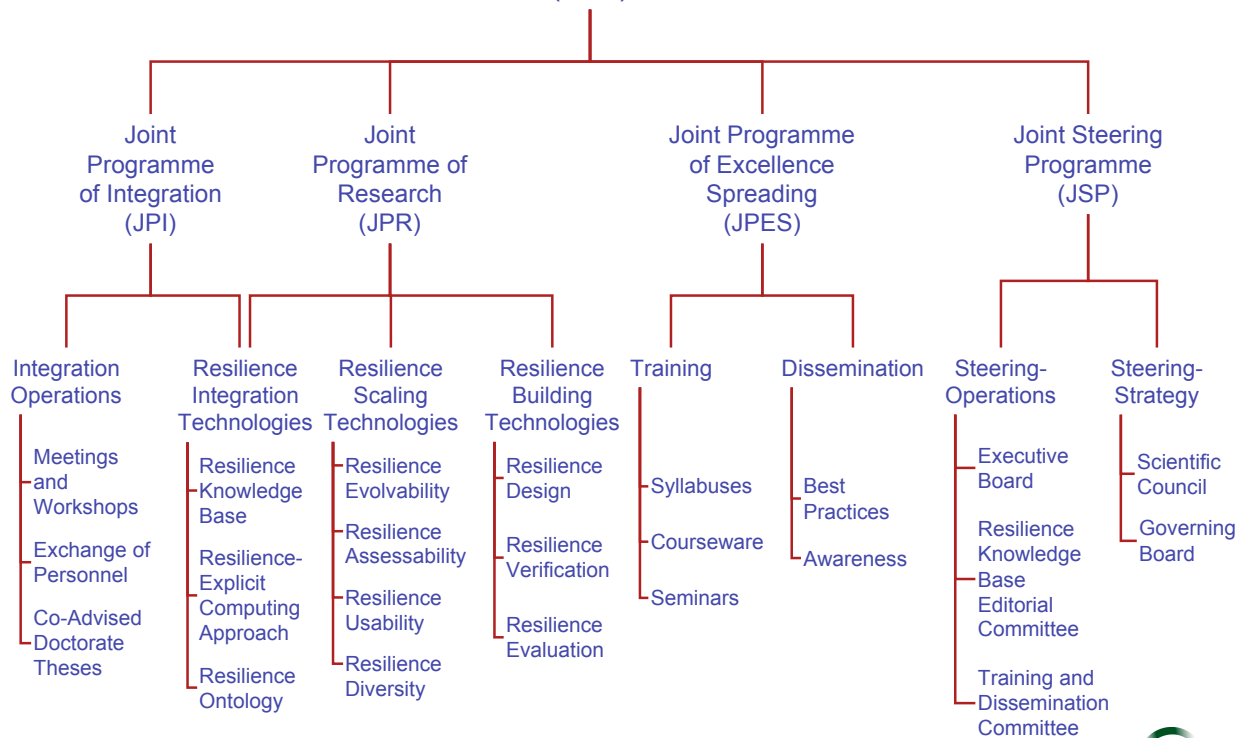 Joint
Programme
of Integration
(JPI)
Joint
Programme of
Research
(JPR)
Joint Programme
of Excellence
Spreading
(JPES)
Joint Steering
Programme
(JSP)
Integration
Operations
Meetings
and
Workshops
Exchange of
Personnel
Co-Advised
Doctorate
Theses
Resilience
Integration
Technologies
Resilience
Knowledge
Base
Resilience-
Explicit
Computing
Approach
Resilience
Ontology
Resilience
Scaling
Technologies
Resilience
Evolvability
Resilience
Assessability
Resilience
Usability
Resilience
Diversity
Resilience
Building
Technologies
Resilience
Design
Resilience
Verification
Resilience
Evaluation
Training
Syllabuses
Courseware
Seminars
Dissemination
Best
Practices
Awareness
Steering-
Operations
Executive
Board
Resilience
Knowledge
Base
Editorial
Committee
Training and
Dissemination
Committee
Steering-
Strategy
Scientific
Council
Governing
Board